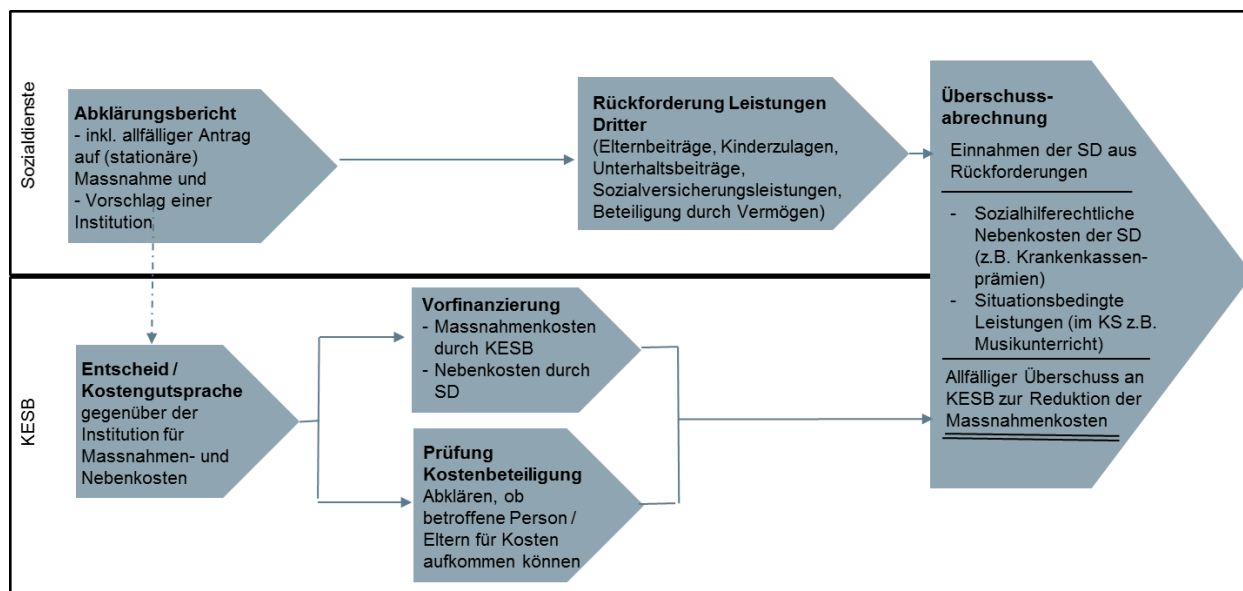 Sozialdienste
Abklärungsbericht
- inkl. allfälliger Antrag
auf (stationäre)
Massnahme und
- Vorschlag einer
Institution
Rückforderung Leistungen
Dritter
(Elternbeiträge, Kinderzulagen,
Unterhaltsbeiträge,
Sozialversicherungsleistungen,
Beteiligung durch Vermögen)
Überschuss-
abrechnung
Einnahmen der SD aus
Rückforderungen
- Sozialhilferechtliche
Nebenkosten der SD
(z.B. Krankenkassen-
prämien)
- Situationsbedingte
Leistungen (im KS z.B.
Musikunterricht)
Allfälliger Überschuss an
KESB zur Reduktion der
Massnahmenkosten
KESB
Entscheid /
Kostengutsprache
gegenüber der
Institution für
Massnahmen- und
Nebenkosten
Vorfinanzierung
- Massnahmenkosten
durch KESB
- Nebenkosten durch
SD
Prüfung
Kostenbeteiligung
Abklären, ob
betroffene Person /
Eltern für Kosten
aufkommen können